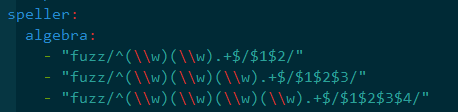 speller:
  algebra:
    - "fuzz/^(\\w)(\\w).+$/$1$2/"
    - "fuzz/^(\\w)(\\w)(\\w).+$/$1$2$3/"
    - "fuzz/^(\\w)(\\w)(\\w)(\\w).+$/$1$2$3$4/"